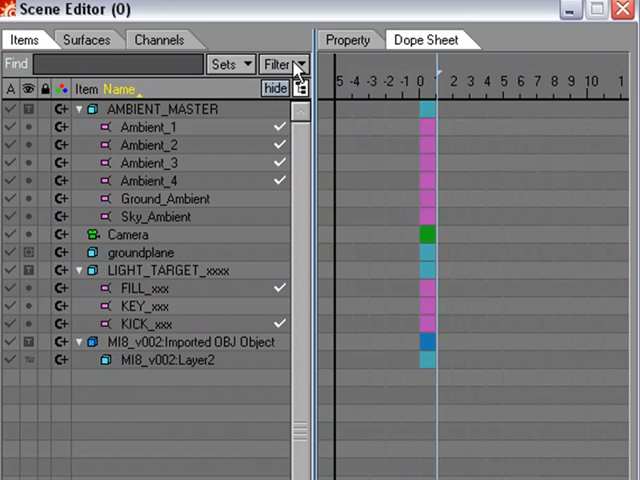 Scene Editor (0)
Items Surfaces Channels Property Dope Sheet
Find Sets Filter
A Item Name hide
5 -4 -3 -2 -1 0 2 3 4 5 6 7 8 9 10 1
AMBIENT_MASTER
Ambient_1
Ambient_2
Ambient_3
Ambient_4
Ground_Ambient
Sky_Ambient
Camera
groundplane
LIGHT_TARGET_xxxx
FILL_xxx
KEY_xxx
KICK_xxx
MI8_v002:Imported OBJ Object
MI8_v002:Layer2